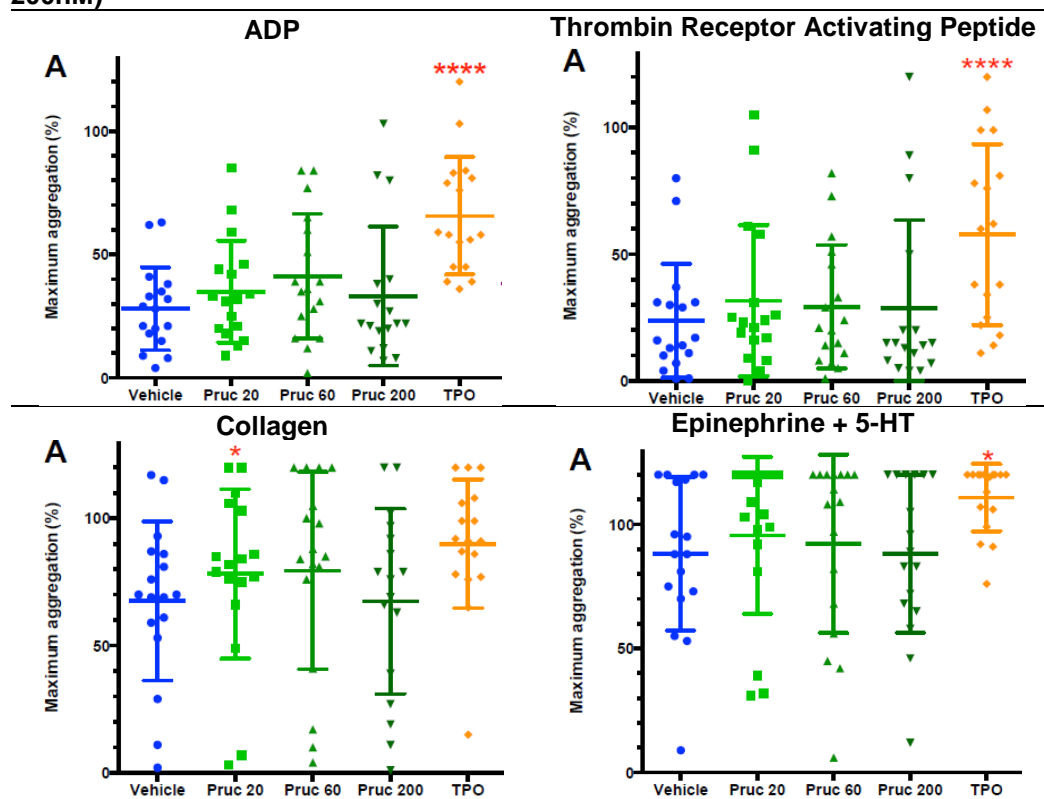 200nM)
ADP
A
****
Maximum aggregation (%)
100
50
0
Vehicle Pruc 20 Pruc 60 Pruc 200 TPO
Thrombin Receptor Activating Peptide
A
****
Maximum aggregation (%)
100
50
0
Vehicle Pruc 20 Pruc 60 Pruc 200 TPO
Collagen
A
*
Maximum aggregation (%)
100
50
0
Vehicle Pruc 20 Pruc 60 Pruc 200 TPO
Epinephrine + 5-HT
A
*
Maximum aggregation (%)
100
50
0
Vehicle Pruc 20 Pruc 60 Pruc 200 TPO